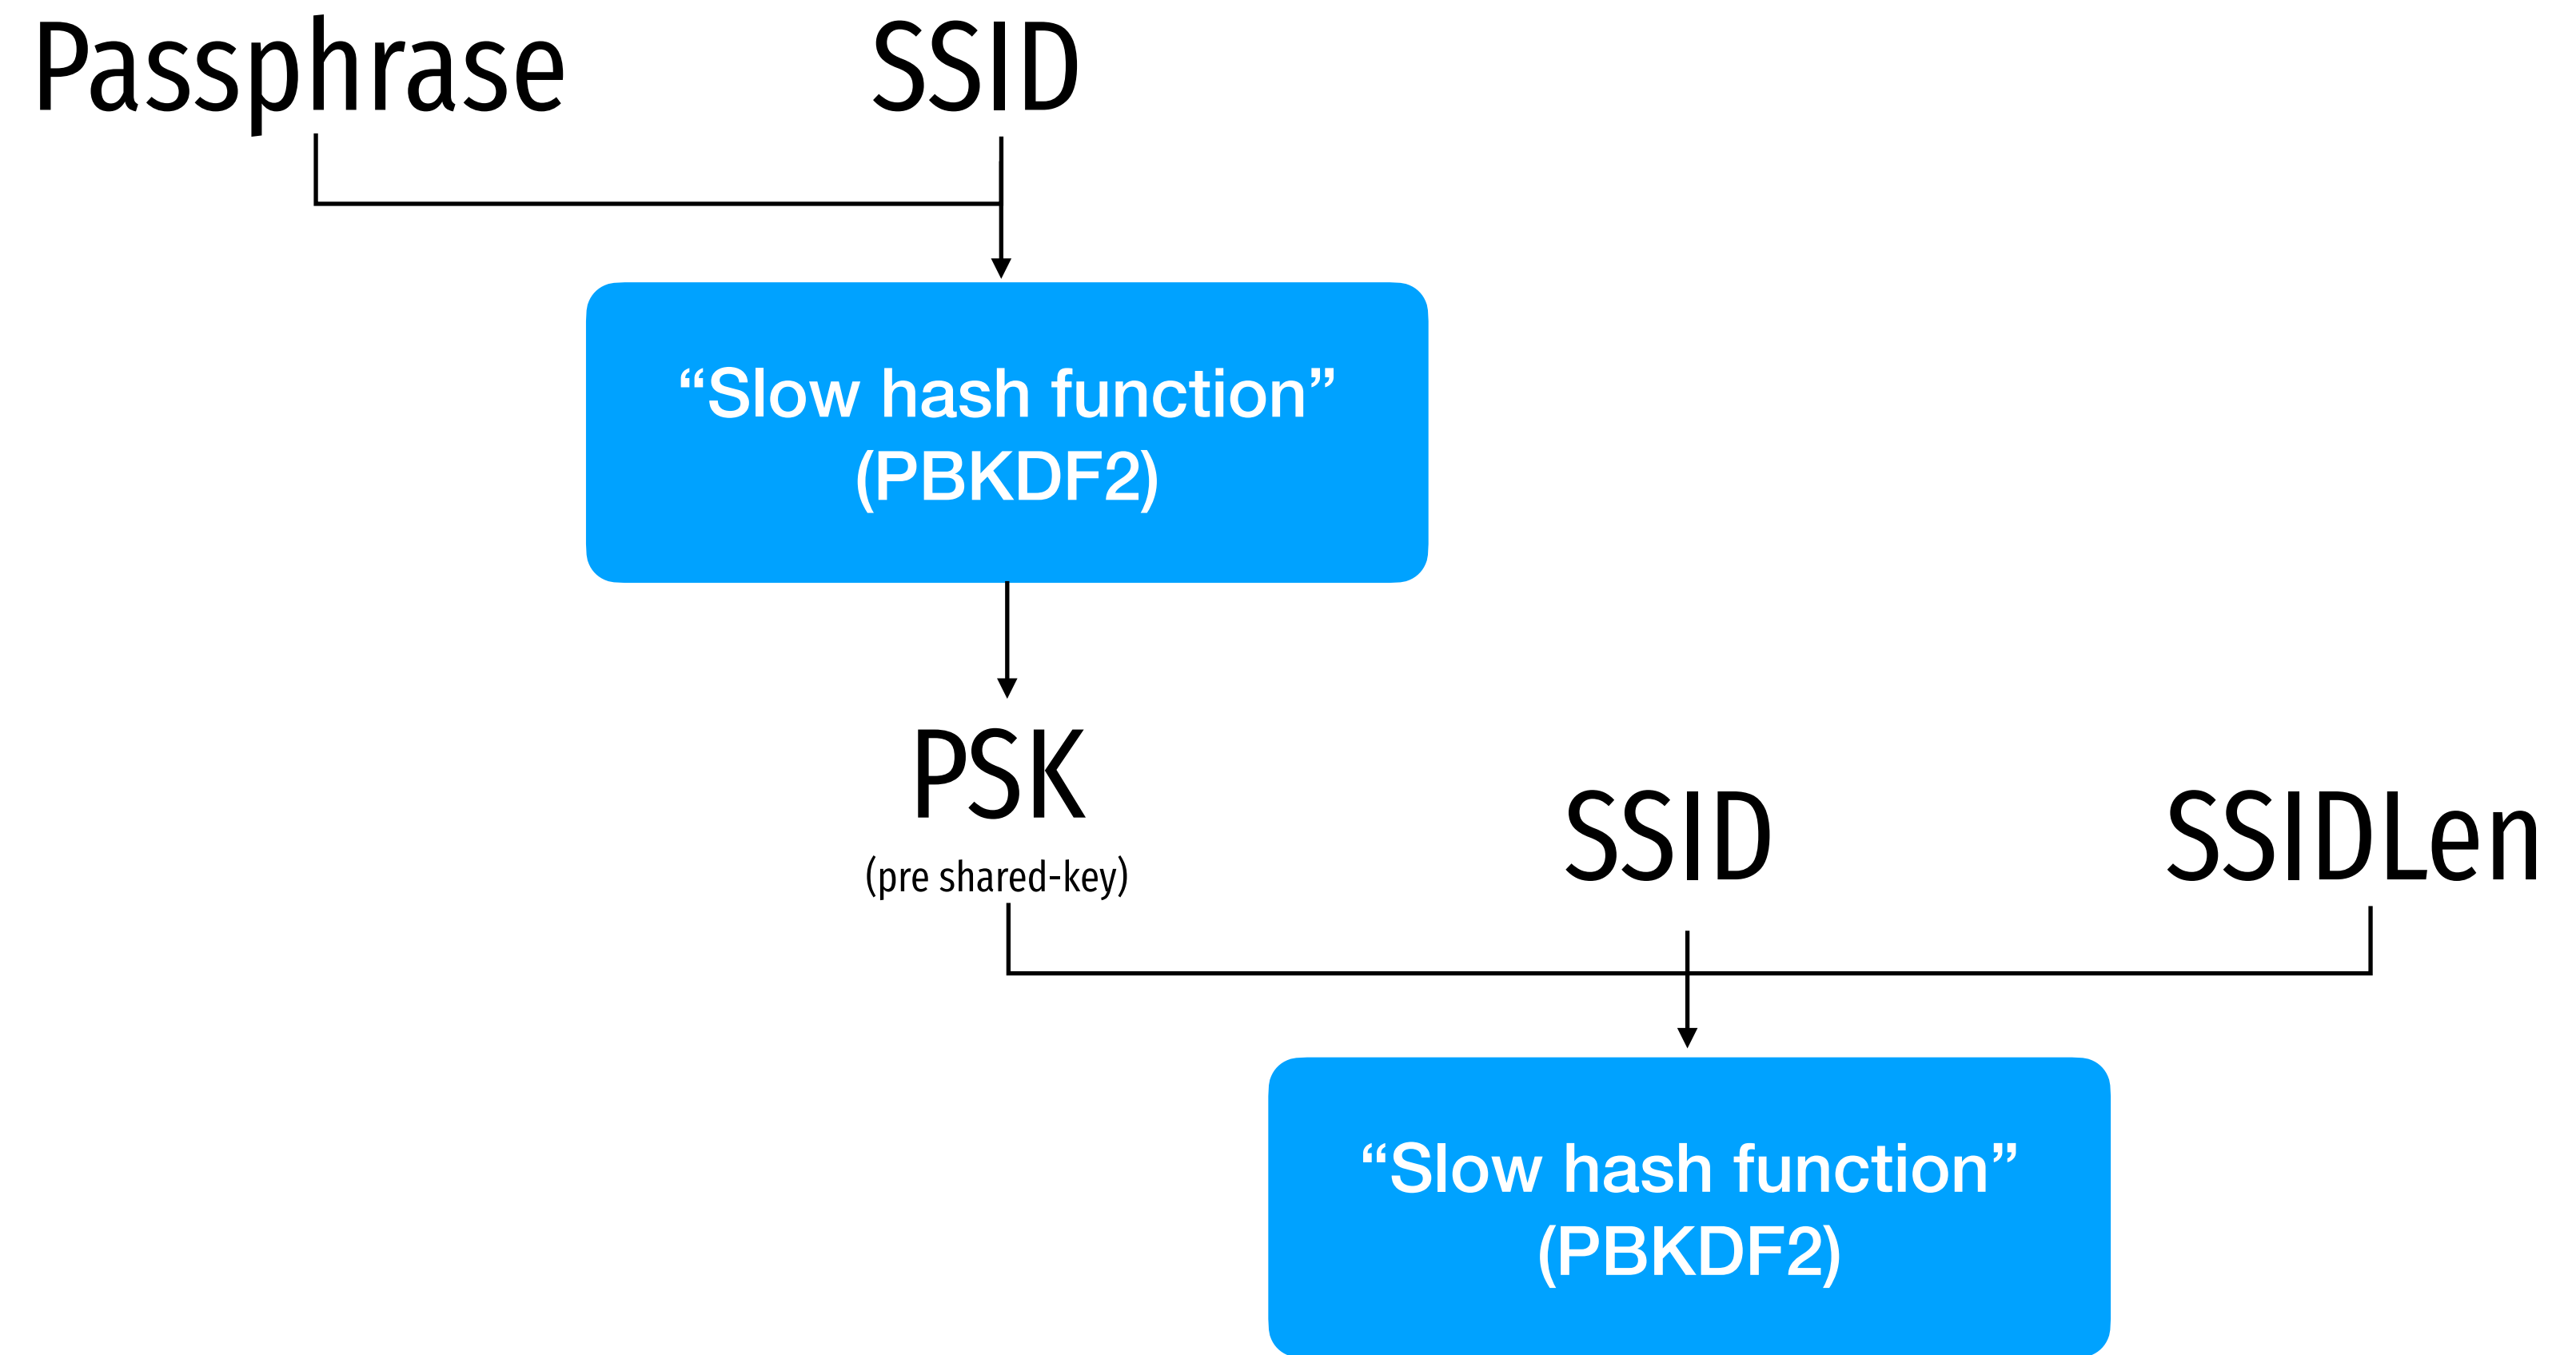 Passphrase SSID
“Slow hash function”
(PBKDF2)
PSK
(pre shared-key)
SSID
SSIDLen
“Slow hash function”
(PBKDF2)